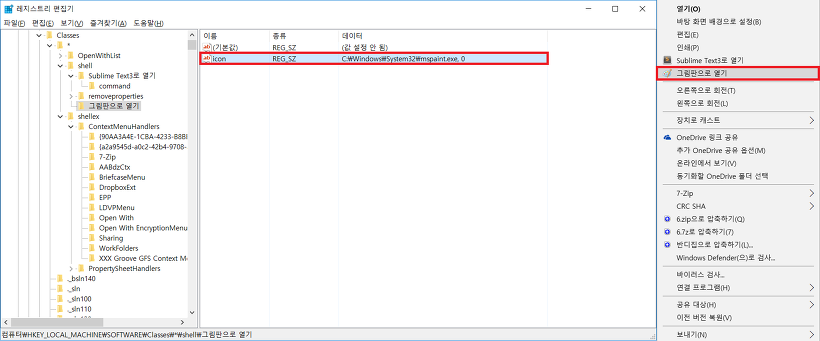 레지스트리 편집기
파일(F) 편집(E) 보기(V) 즐겨찾기(A) 도움말(H)
Classes
*
OpenWithList
shell
Sublime Text3로 열기
command
removeproperties
그림판으로 열기
shellex
ContextMenuHandlers
{90AA3A4E-1CBA-4233-B8BB
{a2a9545d-a0c2-42b4-9708-
7-Zip
AABdzCtx
BriefcaseMenu
DropboxExt
EPP
LDVPMenu
Open With
Open With EncryptionMenu
Sharing
WorkFolders
XXX Groove GFS Context M
PropertySheetHandlers
._bsln140
._sln
._sln100
._sln110
이름 종류 데이터
(기본값) REG_SZ (값 설정 안 됨)
icon REG_SZ C:₩Windows₩System32₩mspaint.exe, 0
컴퓨터₩HKEY_LOCAL_MACHINE₩SOFTWARE₩Classes₩*₩shell₩그림판으로 열기
열기(O)
바탕 화면 배경으로 설정(B)
편집(E)
인쇄(P)
Sublime Text3로 열기
그림판으로 열기
오른쪽으로 회전(T)
왼쪽으로 회전(L)
장치로 캐스트
OneDrive 링크 공유
추가 OneDrive 공유 옵션(M)
온라인에서 보기(V)
동기화할 OneDrive 폴더 선택
7-Zip
CRC SHA
6.zip으로 압축하기(Q)
6.7z로 압축하기(7)
반디집으로 압축하기(L)...
Windows Defender(으)로 검사...
바이러스 검사...
연결 프로그램(H)
공유 대상(H)
이전 버전 복원(V)
보내기(N)